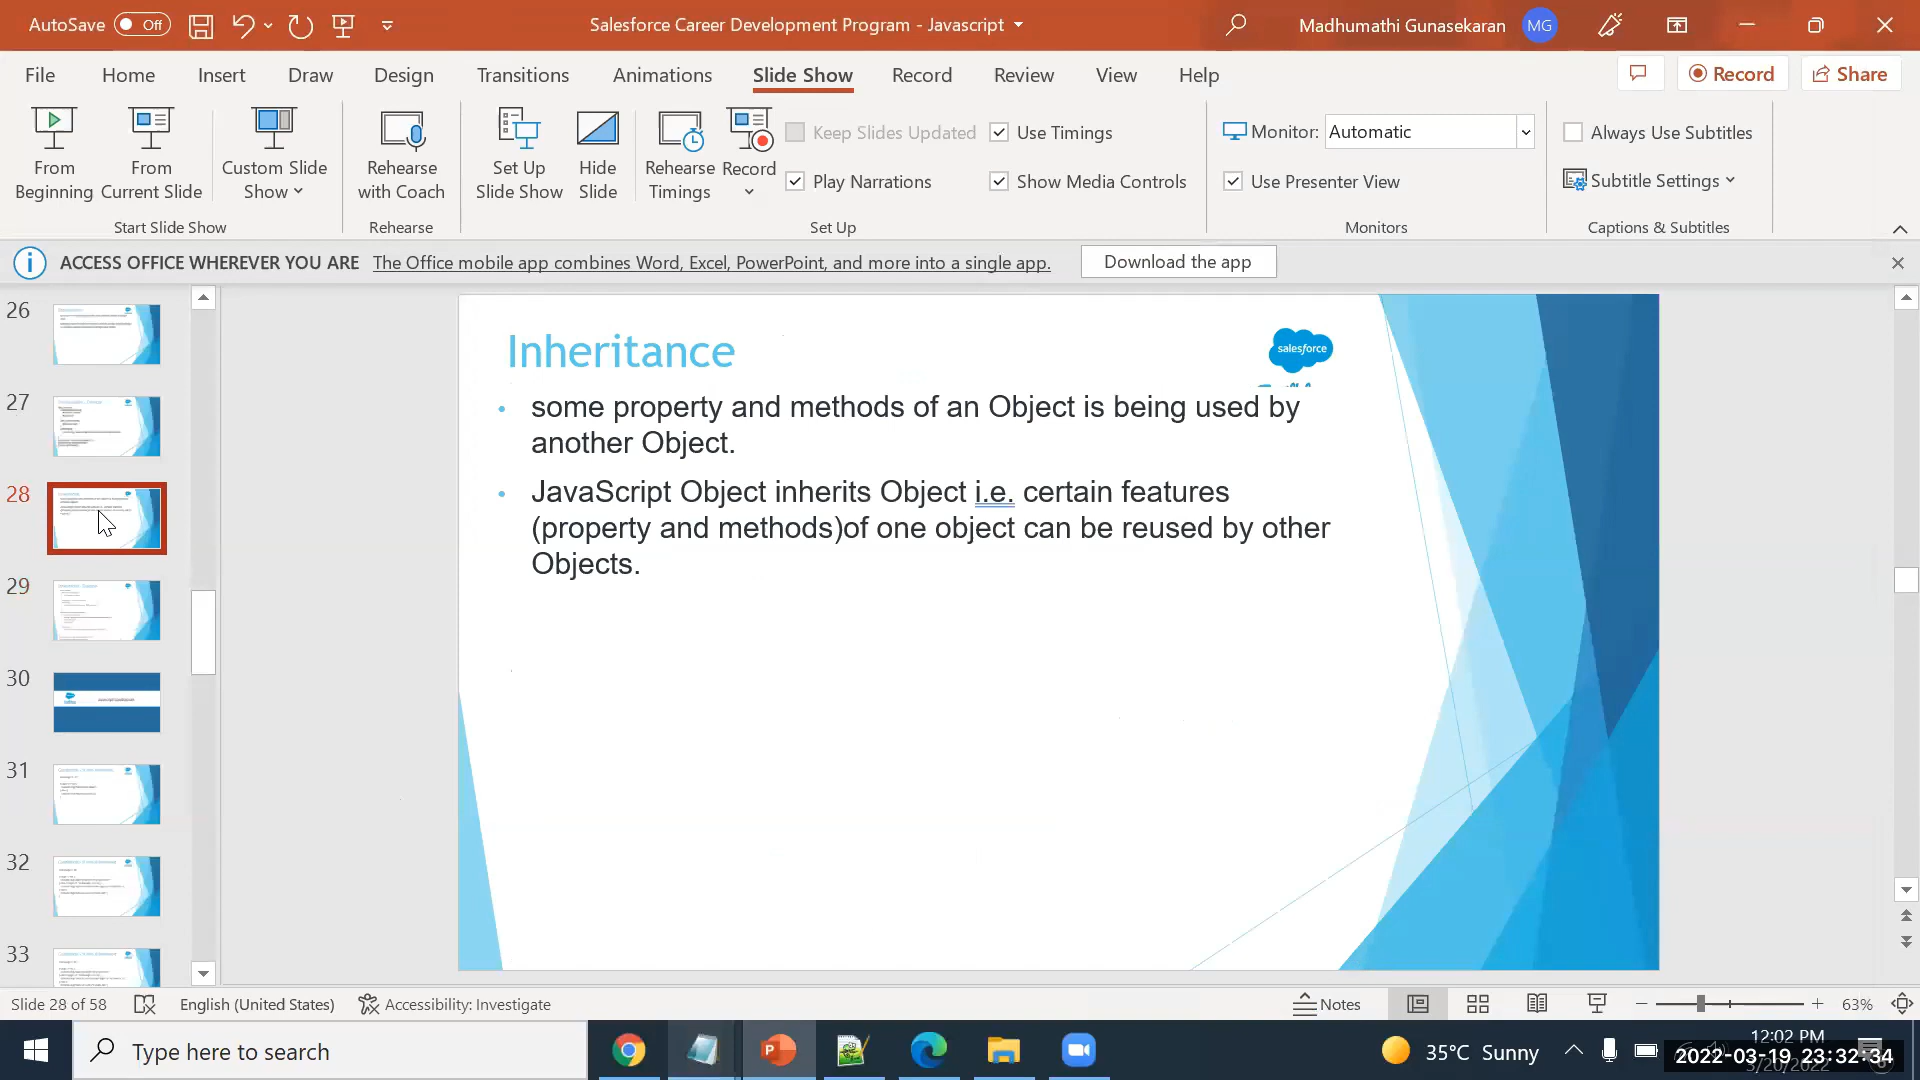 AutoSave Off
Salesforce Career Development Program - Javascript
Madhumathi Gunasekaran MG
File Home Insert Draw Design Transitions Animations Slide Show Record Review View Help
Record Share
From Beginning
From Current Slide
Custom Slide Show
Start Slide Show
Rehearse with Coach
Rehearse
Set Up Slide Show
Hide Slide
Rehearse Timings
Record
Keep Slides Updated
Use Timings
Play Narrations
Show Media Controls
Set Up
Monitor: Automatic
Use Presenter View
Monitors
Always Use Subtitles
Subtitle Settings
Captions & Subtitles
ACCESS OFFICE WHEREVER YOU ARE The Office mobile app combines Word, Excel, PowerPoint, and more into a single app. Download the app
26
27
28
29
30
31
32
33
Inheritance
salesforce
• some property and methods of an Object is being used by
another Object.
• JavaScript Object inherits Object i.e. certain features
(property and methods)of one object can be reused by other
Objects.
Slide 28 of 58 English (United States) Accessibility: Investigate
Notes
63%
Type here to search
35°C Sunny
12:02 PM
2022-03-19 23:32:34